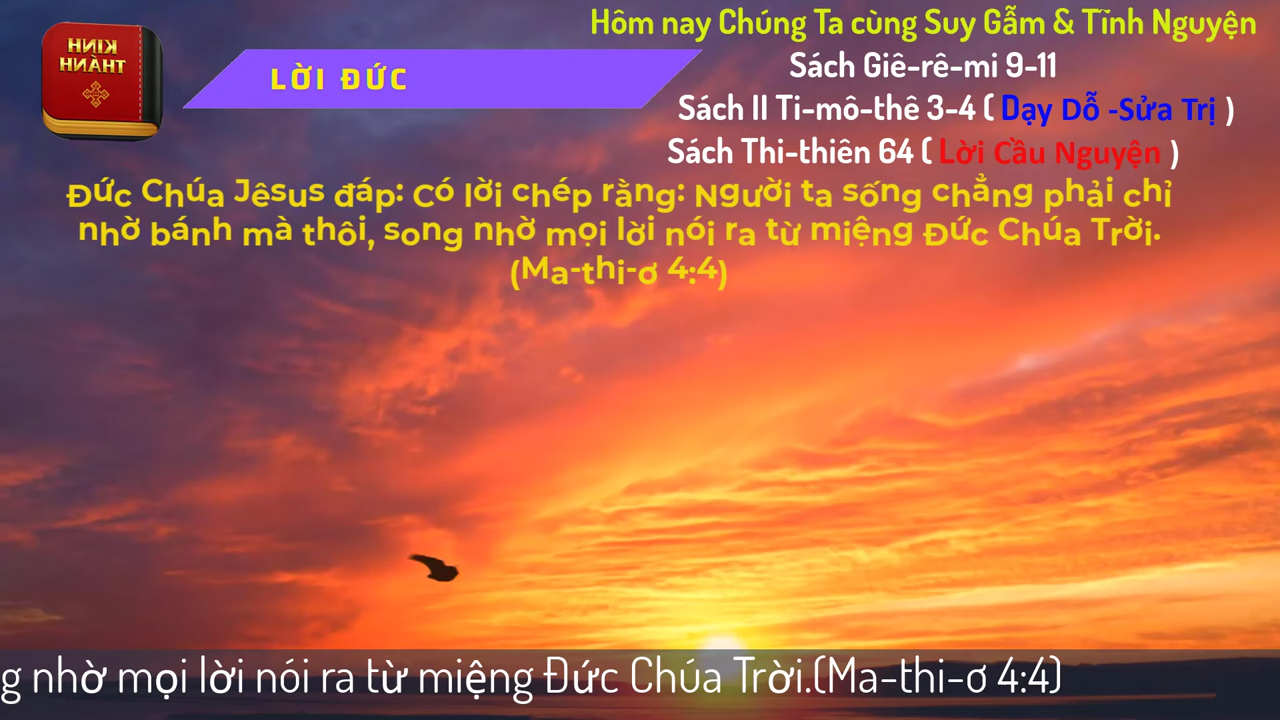 KINH
THÀNH
LỜI ĐỨC
Hôm nay Chúng Ta cùng Suy Gẫm & Tĩnh Nguyện
Sách Giê-rê-mi 9-11
Sách II Ti-mô-thê 3-4 ( Dạy Dỗ -Sửa Trị )
Sách Thi-thiên 64 ( Lời Cầu Nguyện )
Đức Chúa Jêsus đáp: Có lời chép rằng: Người ta sống chẳng phải chỉ
nhờ bánh mà thôi, song nhờ mọi lời nói ra từ miệng Đức Chúa Trời.
(Ma-thi-ơ 4:4)
g nhờ mọi lời nói ra từ miệng Đức Chúa Trời.(Ma-thi-ơ 4:4)